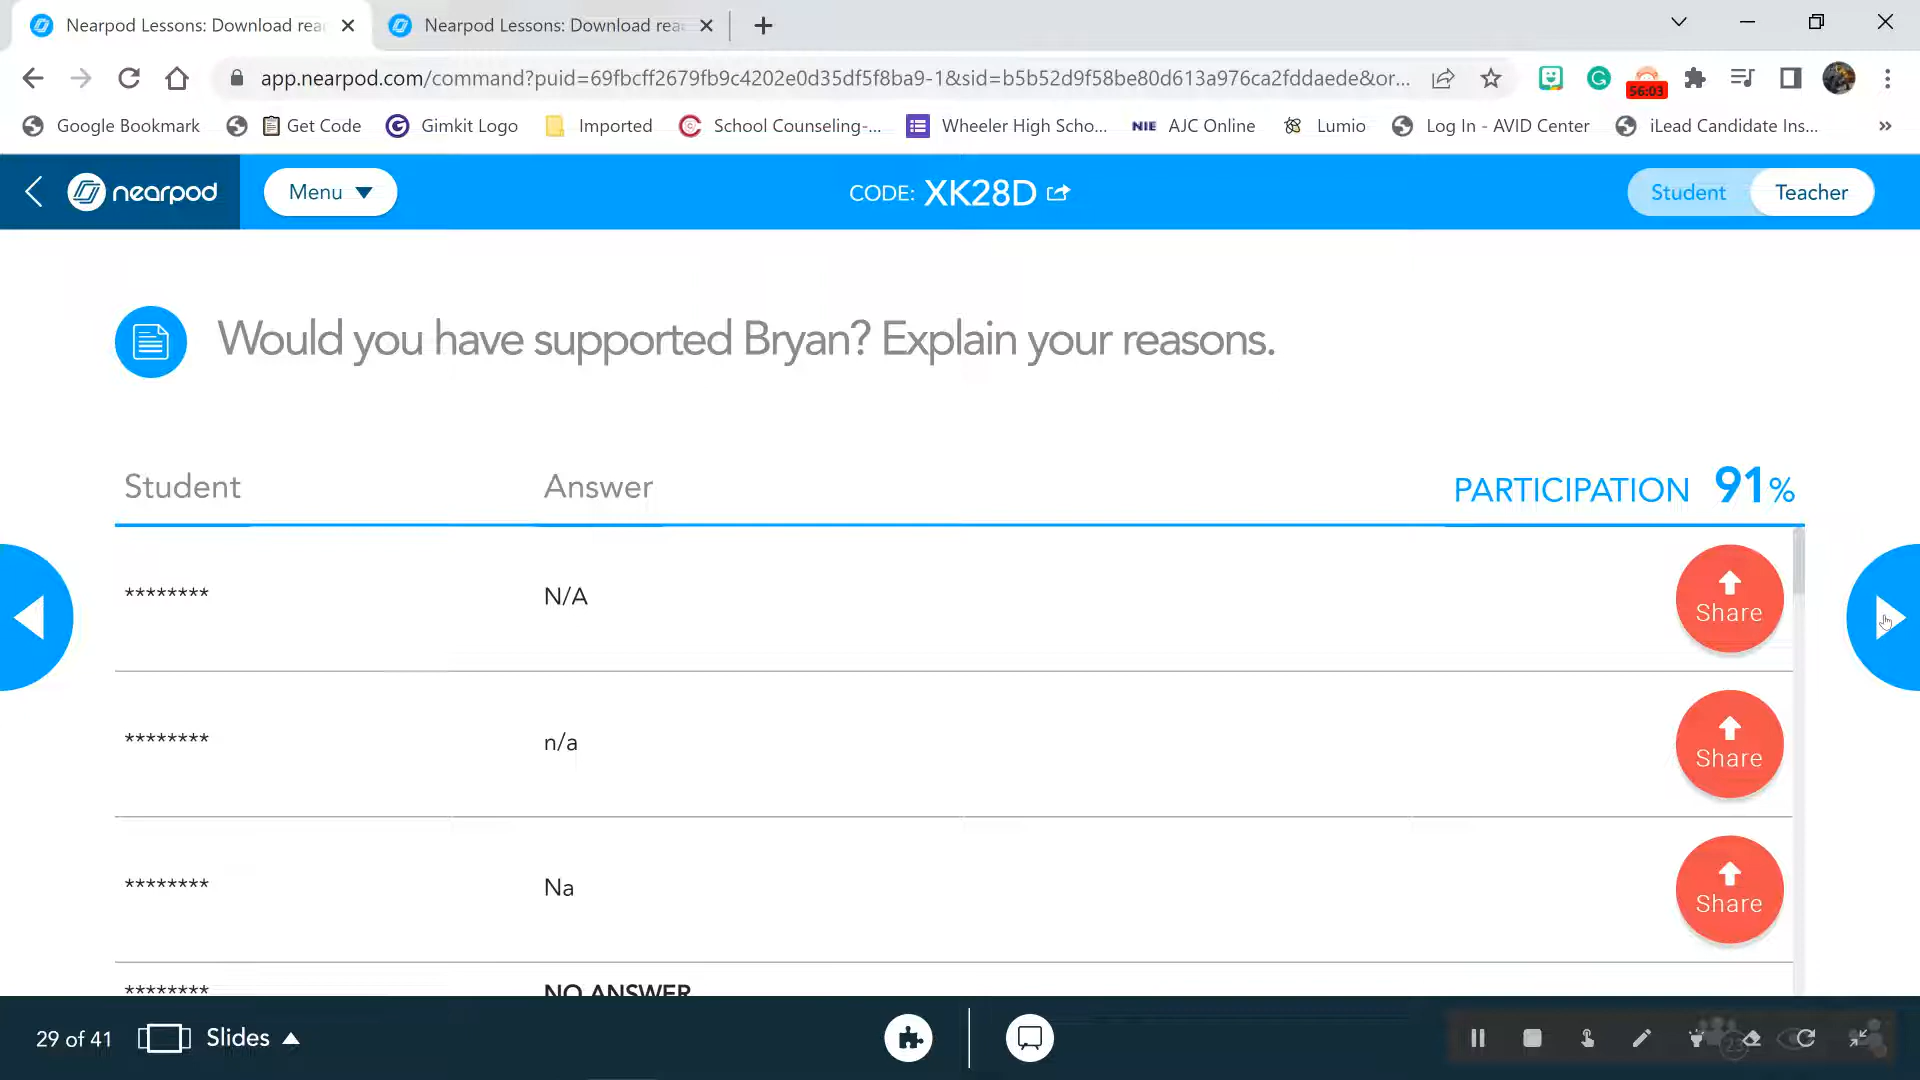 Nearpod Lessons: Download rea
Nearpod Lessons: Download rea
app.nearpod.com/command?puid=69fbcff2679fb9c4202e0d35df5f8ba9-1&sid=b5b52d9f58be80d613a976ca2fddaede&or...
56:03
Google Bookmark
Get Code
Gimkit Logo
Imported
School Counseling-...
Wheeler High Scho...
NIE AJC Online
Lumio
Log In - AVID Center
iLead Candidate Ins...
»
nearpod
Menu
CODE: XK28D
Student
Teacher
Would you have supported Bryan? Explain your reasons.
Student
Answer
PARTICIPATION 91%
********
N/A
Share
********
n/a
Share
********
Na
Share
********
NO ANSWER
29 of 41
Slides